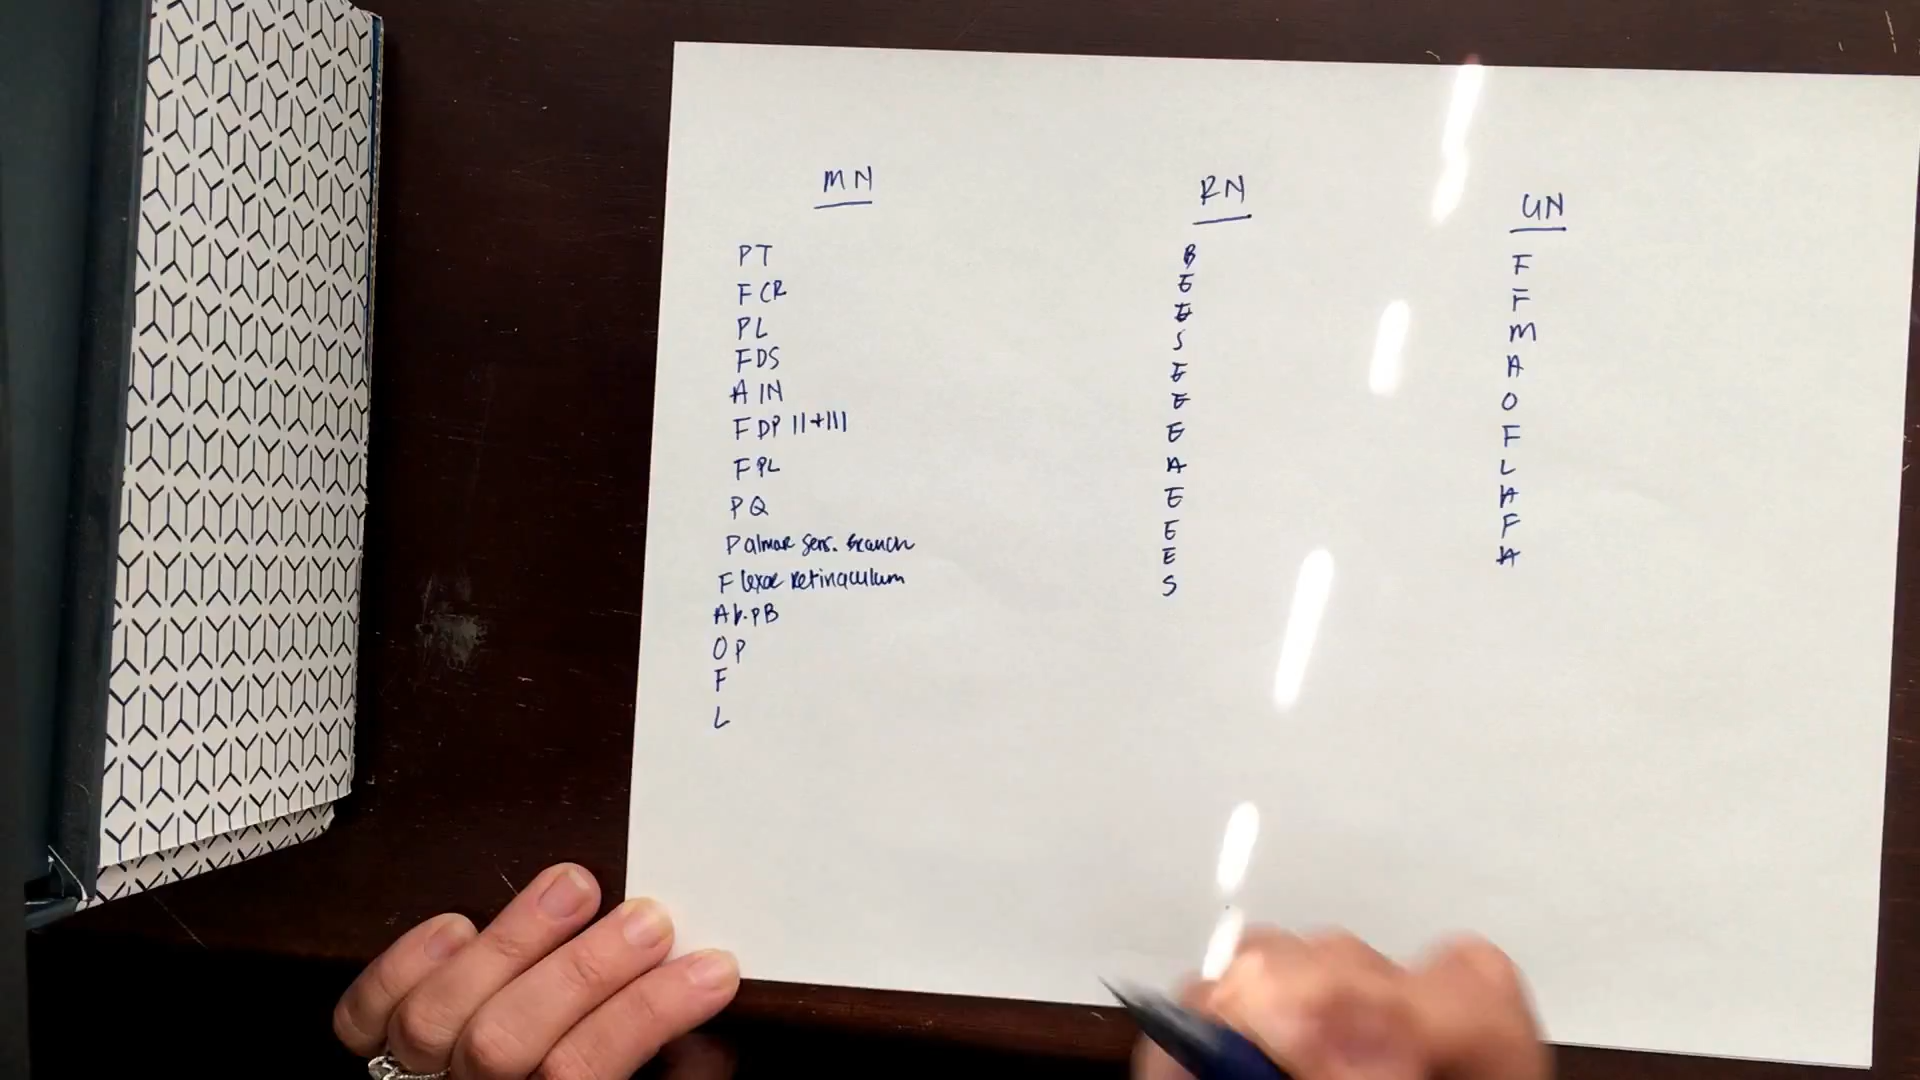 MN
PT
FCR
PL
FDS
AIN
FDP II+III
FPL
PQ
Palmar sens. branch
Flexor retinaculum
Ab.PB
OP
F
L
RN
B
E
E
S
E
E
E
A
E
E
E
S
UN
F
F
M
A
O
F
L
A
F
A